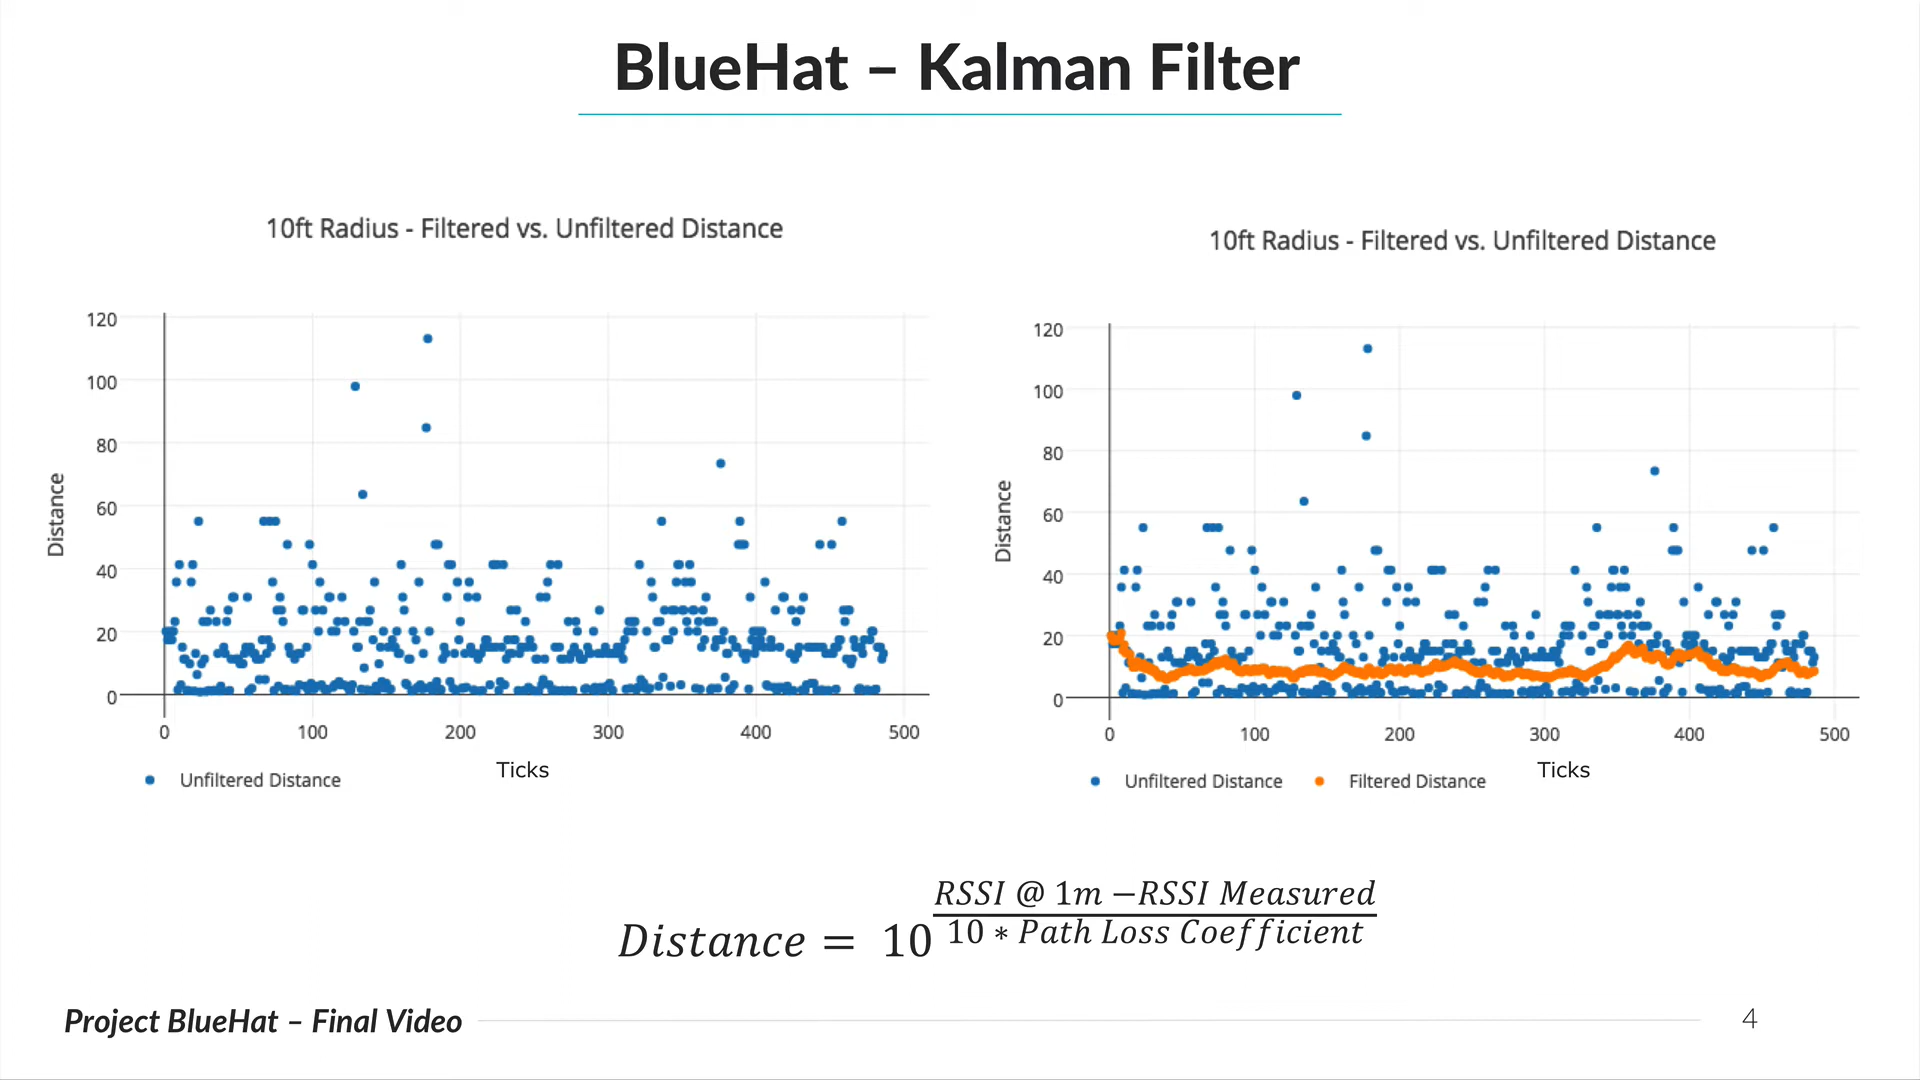 BlueHat – Kalman Filter
10ft Radius - Filtered vs. Unfiltered Distance
120
100
80
60
40
20
0
Distance
0 100 200 300 400 500
Ticks
Unfiltered Distance
10ft Radius - Filtered vs. Unfiltered Distance
120
100
80
60
40
20
0
Distance
0 100 200 300 400 500
Ticks
Unfiltered Distance Filtered Distance
Distance = 10^{\frac{RSSI @ 1m −RSSI Measured}{10 * Path Loss Coefficient}}
Project BlueHat – Final Video
4